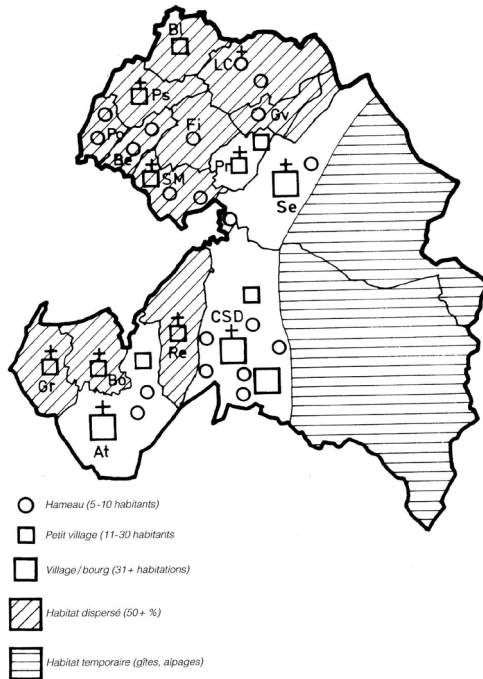 Bl
LC
Ps
Po
Gv
Fi
Be
SM
Pr
Se
CSD
Re
Gr
Bo
At
Hameau (5-10 habitants)
Petit village (11-30 habitants
Village/bourg (31+ habitations)
Habitat dispersé (50+ %)
Habitat temporaire (gîtes, alpages)